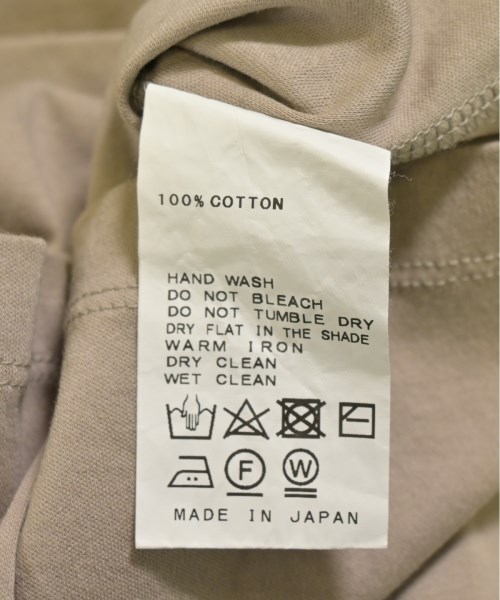 100% COTTON
HAND WASH
DO NOT BLEACH
DO NOT TUMBLE DRY
DRY FLAT IN THE SHADE
WARM IRON
DRY CLEAN
WET CLEAN
F W
MADE IN JAPAN